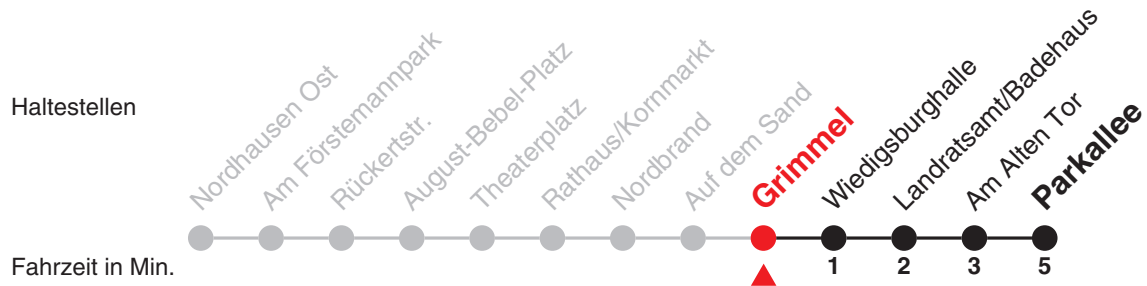 Haltestellen
Nordhausen Ost
Am Förstemannpark
Rückertstr.
August-Bebel-Platz
Theaterplatz
Rathaus/Kornmarkt
Nordbrand
Auf dem Sand
Grimmel
Wiedigsburghalle
Landratsamt/Badehaus
Am Alten Tor
Parkallee
Fahrzeit in Min.
1 2 3 5